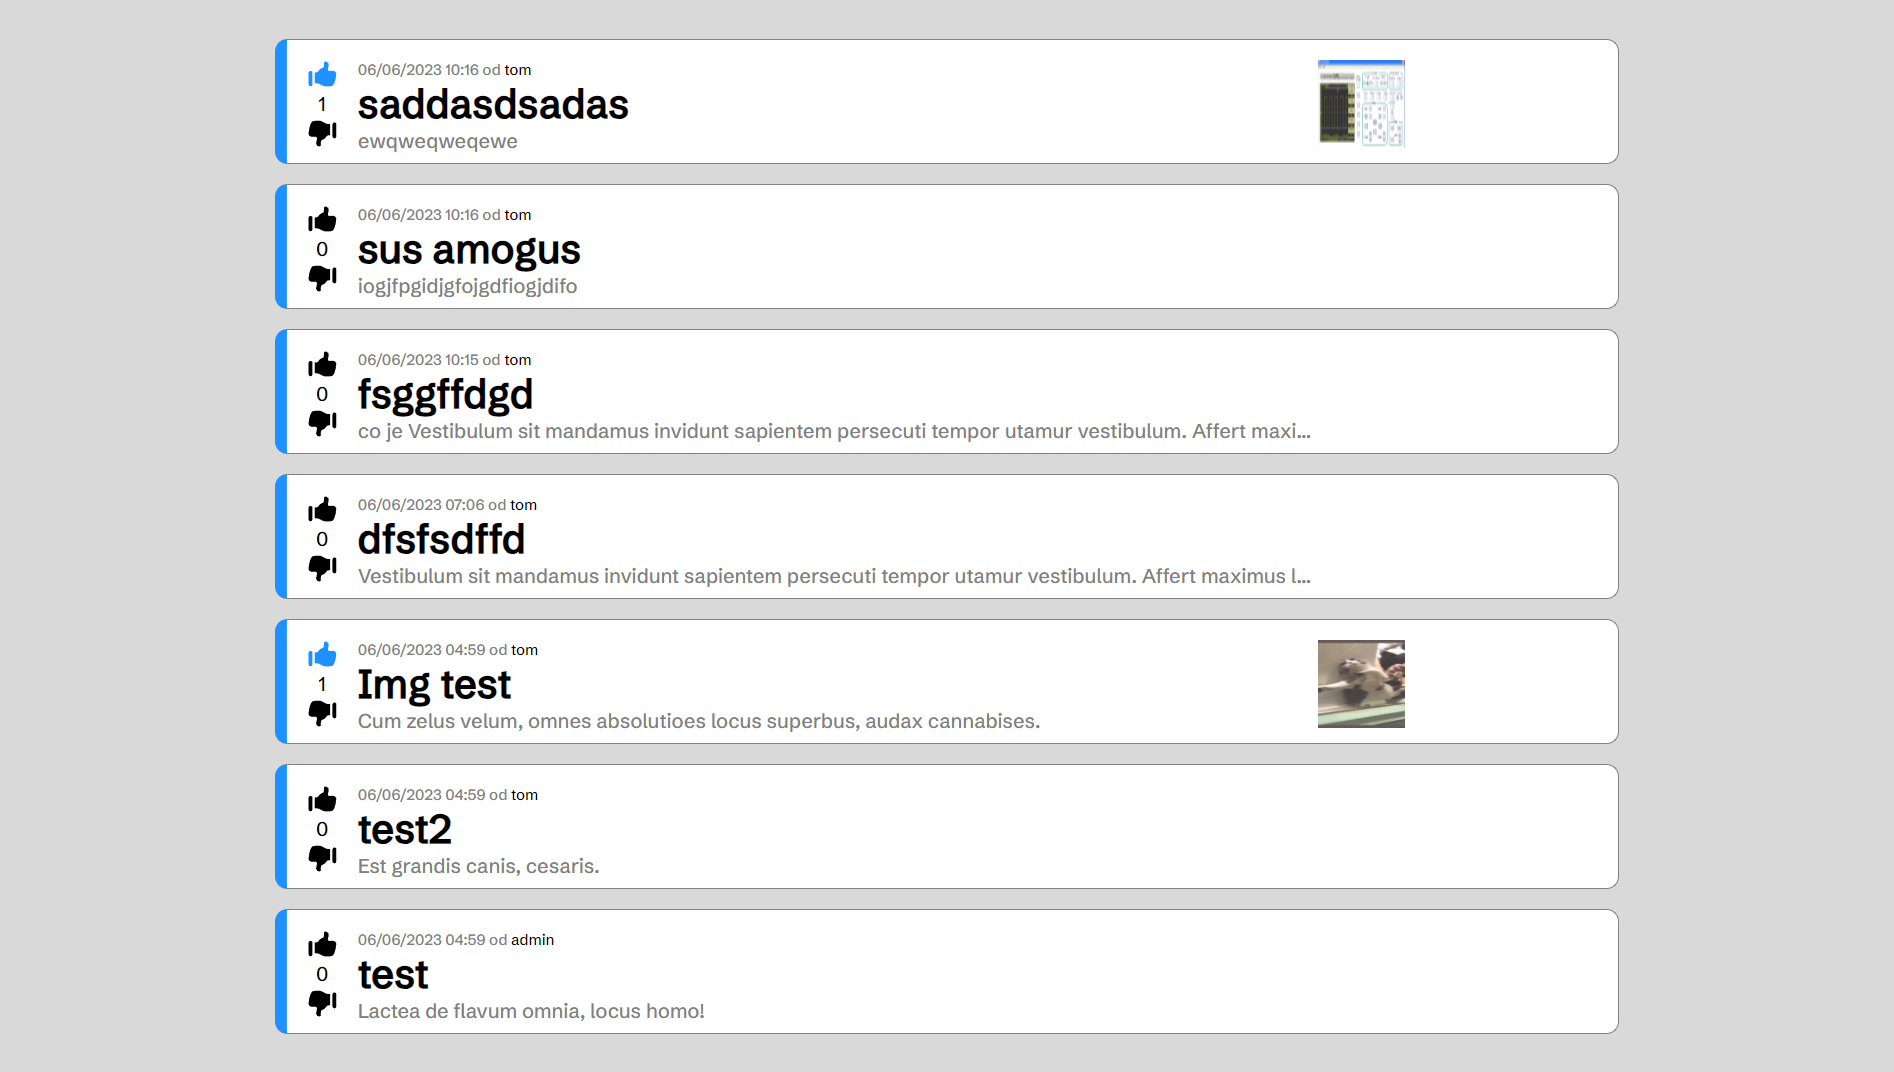 06/06/2023 10:16 od tom
1
saddasdsadas
ewqweqweqewe
06/06/2023 10:16 od tom
0
sus amogus
iogjfpgidjgfojgdfiogjdifo
06/06/2023 10:15 od tom
0
fsggffdgd
co je Vestibulum sit mandamus invidunt sapientem persecuti tempor utamur vestibulum. Affert maxi...
06/06/2023 07:06 od tom
0
dfsfsdffd
Vestibulum sit mandamus invidunt sapientem persecuti tempor utamur vestibulum. Affert maximus l...
06/06/2023 04:59 od tom
1
Img test
Cum zelus velum, omnes absolutioes locus superbus, audax cannabises.
06/06/2023 04:59 od tom
0
test2
Est grandis canis, cesaris.
06/06/2023 04:59 od admin
0
test
Lactea de flavum omnia, locus homo!